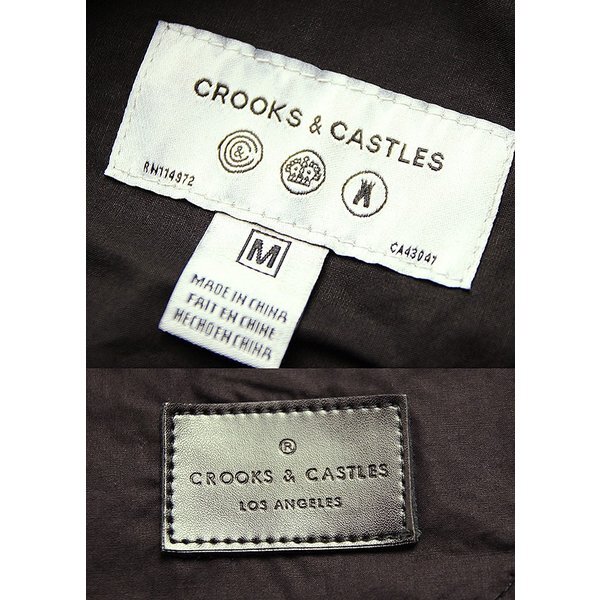 CROOKS & CASTLES
C&C
RN114972
CA43047
M
MADE IN CHINA
FAIT EN CHINE
HECHO EN CHINA
®
CROOKS & CASTLES
LOS ANGELES